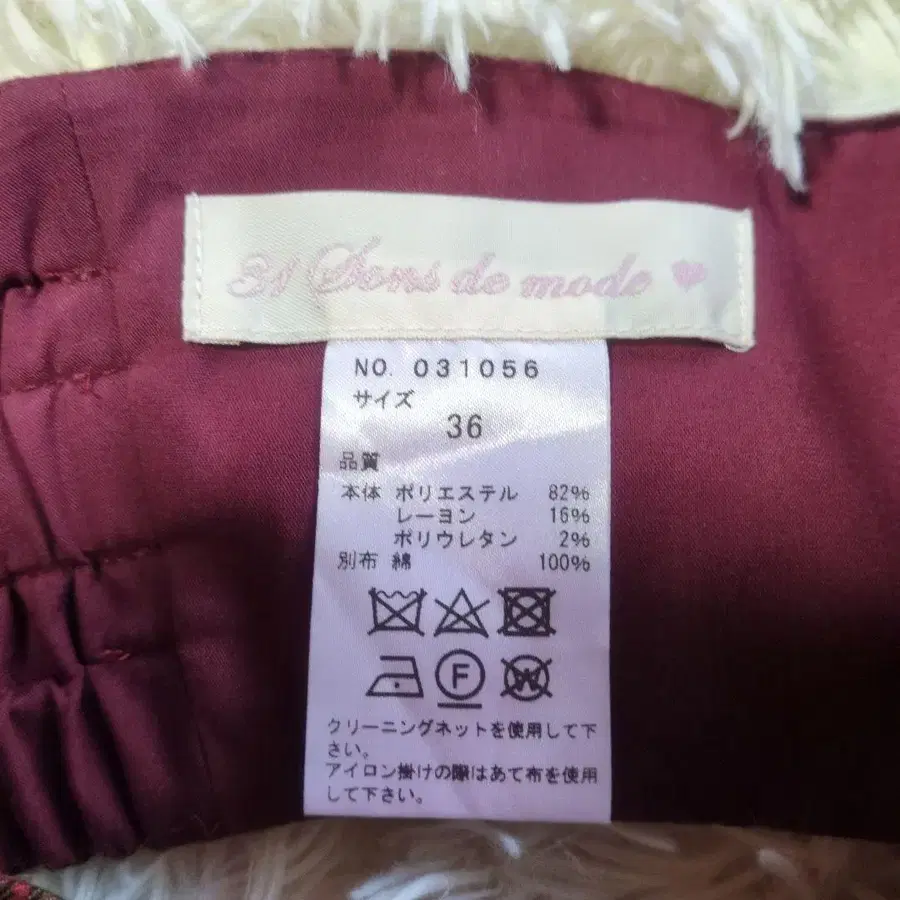 31 Sons de mode
NO. 031056
サイズ
36
品質
本体 ポリエステル 82%
レーヨン 16%
ポリウレタン 2%
別布 綿 100%
F W
クリーニングネットを使用して下
さい。
アイロン掛けの際はあて布を使用
して下さい。